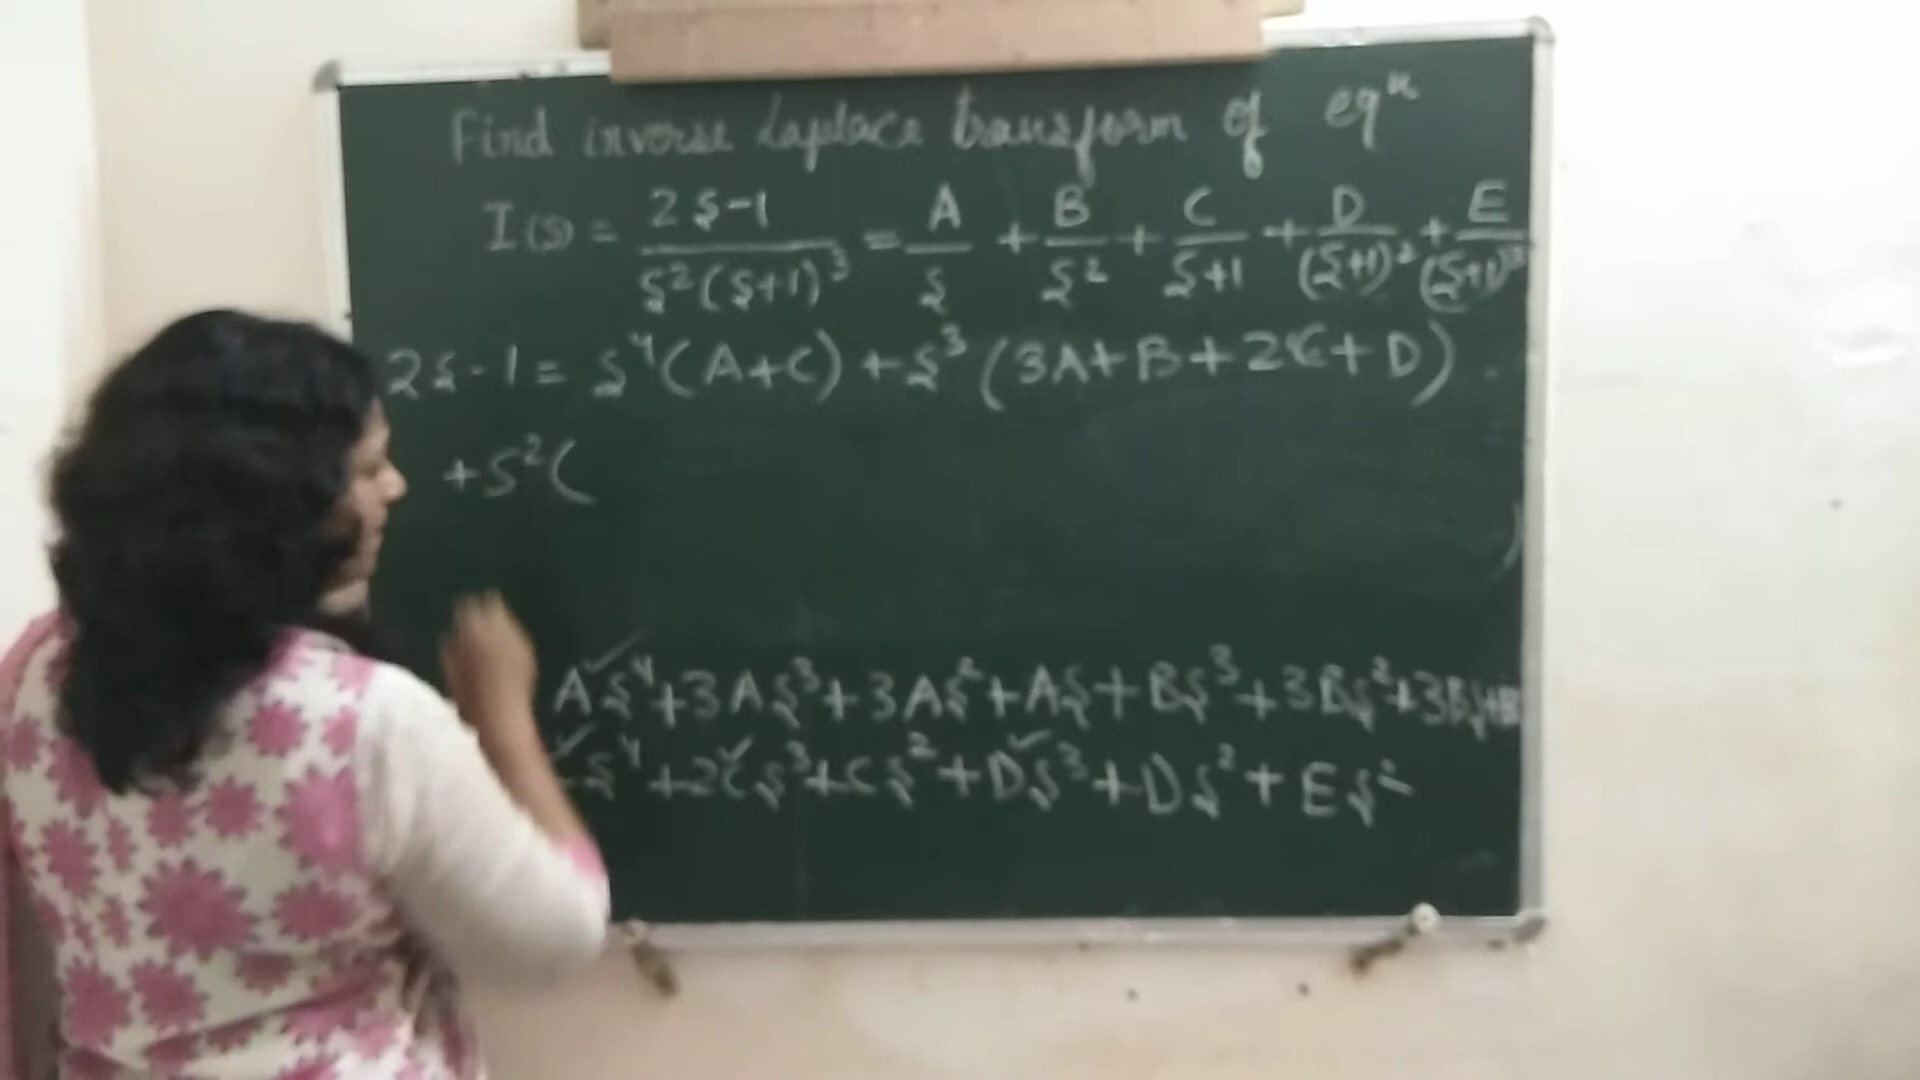 Find inverse Laplace transform of eqⁿ
I(s) = 2s-1 / s²(s+1)³ = A/s + B/s² + C/s+1 + D/(s+1)² + E/(s+1)³
2s-1 = s⁴(A+C) + s³(3A+B+2C+D)
+s²(
As⁴+3As³+3As²+As+Bs³+3Bs²+3Bs+B
s⁴+2Cs³+Cs²+Ds³+Ds²+Es²